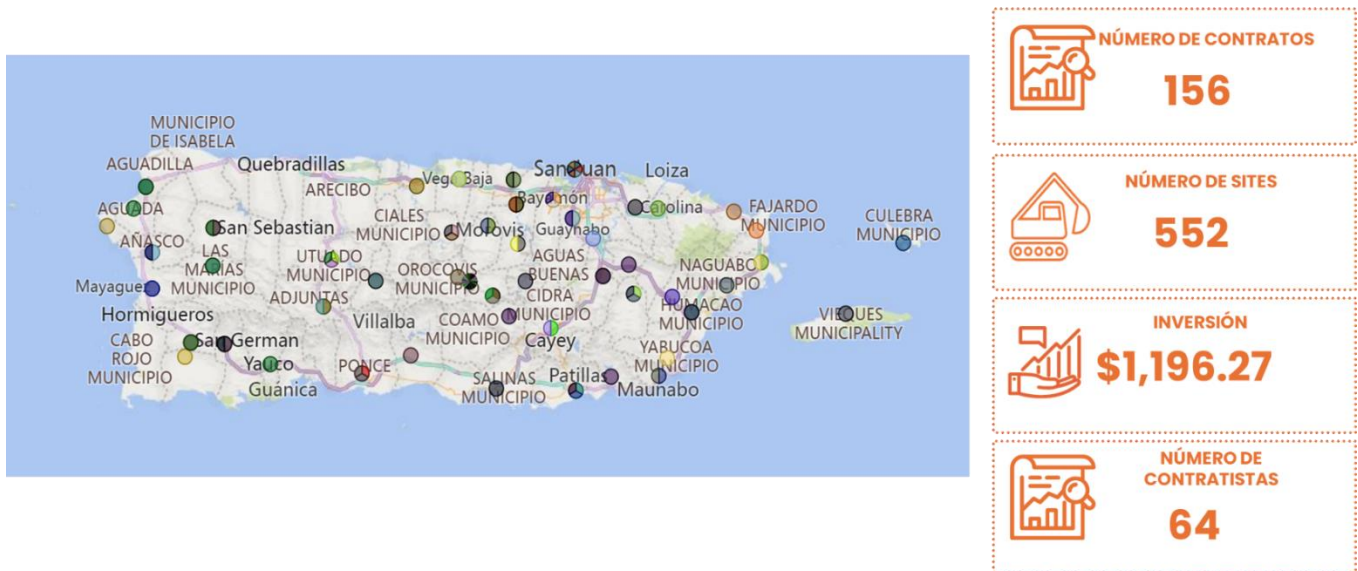 MUNICIPIO
DE ISABELA
AGUADILLA
Quebradillas
ARECIBO
Vega Baja
San Juan
Loiza
AGUADA
San Sebastian
CIALES
MUNICIPIO
Morovis
Bayamón
Guaynabo
Carolina
FAJARDO
MUNICIPIO
CULEBRA
MUNICIPIO
AÑASCO
LAS
MARÍAS
MUNICIPIO
UTUADO
MUNICIPIO
OROCOVIS
MUNICIPIO
AGUAS
BUENAS
NAGUABO
MUNICIPIO
Mayaguez
ADJUNTAS
CIDRA
MUNICIPIO
HUMACAO
MUNICIPIO
Hormigueros
Villalba
COAMO
MUNICIPIO
Cayey
VIEQUES
MUNICIPALITY
CABO
ROJO
MUNICIPIO
San German
Yauco
Guánica
PONCE
SALINAS
MUNICIPIO
Patillas
YABUCOA
MUNICIPIO
Maunabo
NÚMERO DE CONTRATOS
156
NÚMERO DE SITES
552
INVERSIÓN
$1,196.27
NÚMERO DE
CONTRATISTAS
64